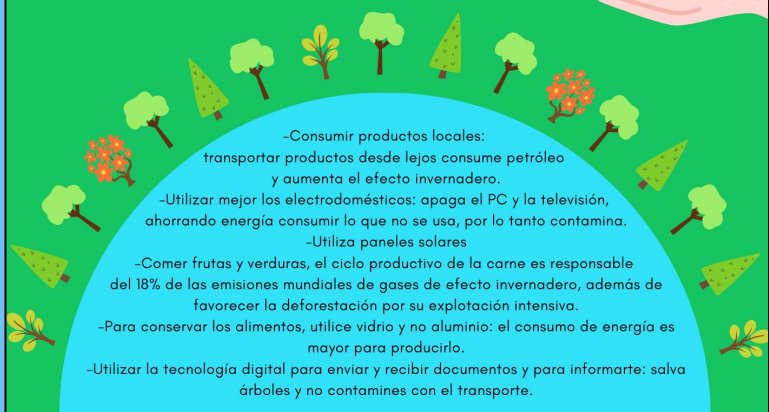 -Consumir productos locales:
transportar productos desde lejos consume petróleo
y aumenta el efecto invernadero.
-Utilizar mejor los electrodomésticos: apaga el PC y la televisión,
ahorrando energía consumir lo que no se usa, por lo tanto contamina.
-Utiliza paneles solares
-Comer frutas y verduras, el ciclo productivo de la carne es responsable
del 18% de las emisiones mundiales de gases de efecto invernadero, además de
favorecer la deforestación por su explotación intensiva.
-Para conservar los alimentos, utilice vidrio y no aluminio: el consumo de energía es
mayor para producirlo.
-Utilizar la tecnología digital para enviar y recibir documentos y para informarte: salva
árboles y no contamines con el transporte.